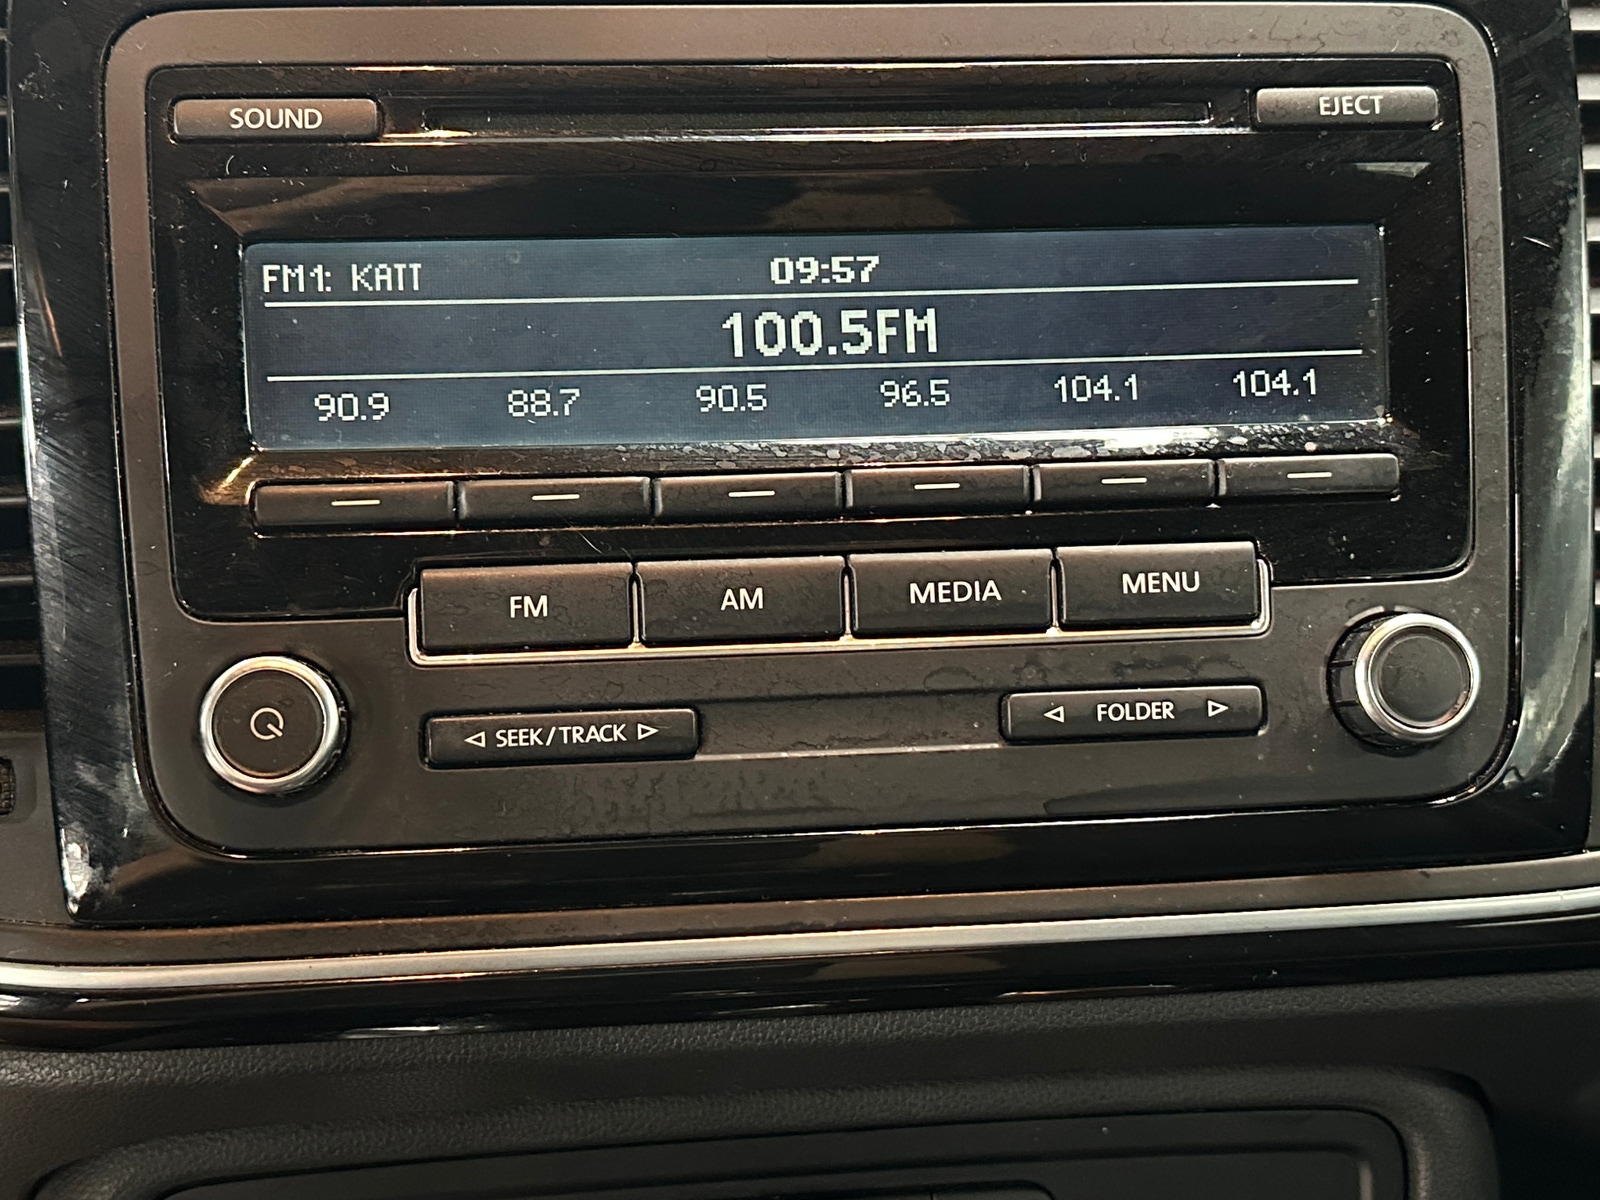 SOUND EJECT
FM1: KATT 09:57
100.5FM
90.9 88.7 90.5 96.5 104.1 104.1
FM AM MEDIA MENU
◁ SEEK/TRACK ▷ ◁ FOLDER ▷